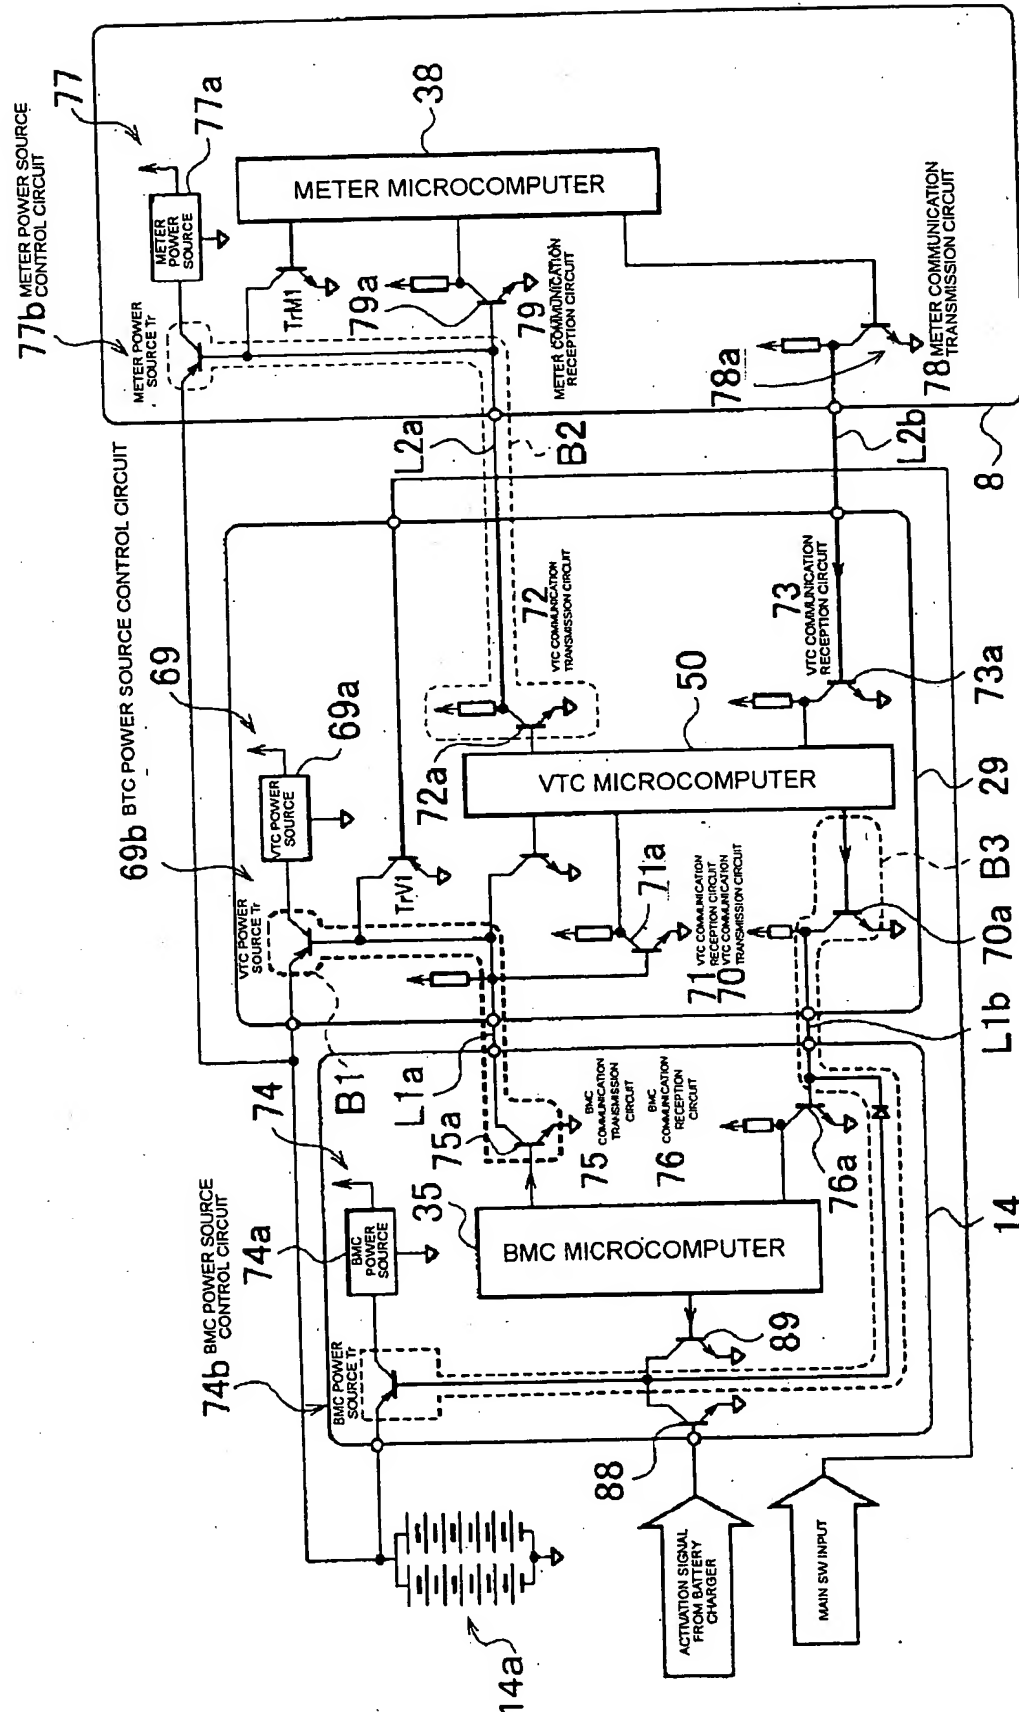 77b METER POWER SOURCE
CONTROL CIRCUIT
77
METER POWER
SOURCE Tr
METER
POWER
SOURCE
77a
TrM1
METER MICROCOMPUTER
38
79a
79
METER COMMUNICATION
RECEPTION CIRCUIT
78a
78 METER COMMUNICATION
TRANSMISSION CIRCUIT
L2a
B2
L2b
8
69b BTC POWER SOURCE CONTROL CIRCUIT
69
VTC POWER
SOURCE Tr
VTC POWER
SOURCE
69a
TrV1
72
VTC COMMUNICATION
TRANSMISSION CIRCUIT
72a
VTC MICROCOMPUTER
50
73
VTC COMMUNICATION
RECEPTION CIRCUIT
73a
71a
71 VTC COMMUNICATION
RECEPTION CIRCUIT
70 VTC COMMUNICATION
TRANSMISSION CIRCUIT
70a
29
B3
B1
L1a
L1b
74b BMC POWER SOURCE
CONTROL CIRCUIT
74
BMC POWER
SOURCE Tr
BMC
POWER
SOURCE
74a
75a
75 BMC
COMMUNICATION
TRANSMISSION
CIRCUIT
76 BMC
COMMUNICATION
RECEPTION
CIRCUIT
76a
35
BMC MICROCOMPUTER
89
88
14
14a
ACTIVATION SIGNAL
FROM BATTERY
CHARGER
MAIN SW INPUT